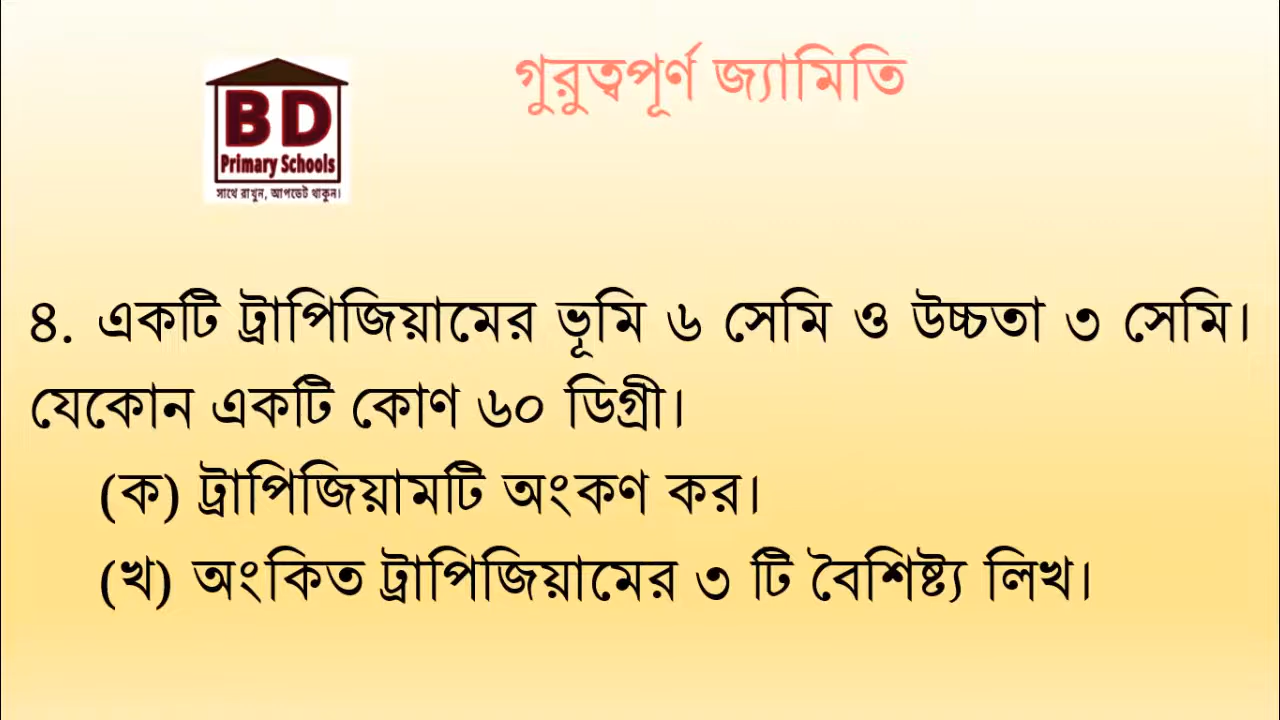 গুরুত্বপূর্ণ জ্যামিতি
BD
Primary Schools
সাথে রাখুন, আপডেট থাকুন।
৪. একটি ট্রাপিজিয়ামের ভূমি ৬ সেমি ও উচ্চতা ৩ সেমি।
যেকোন একটি কোণ ৬০ ডিগ্রী।
(ক) ট্রাপিজিয়ামটি অংকণ কর।
(খ) অংকিত ট্রাপিজিয়ামের ৩ টি বৈশিষ্ট্য লিখ।